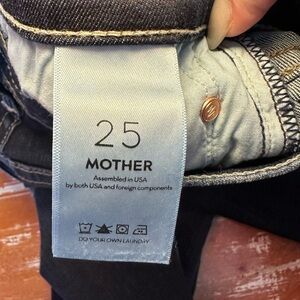 25
MOTHER
Assembled in USA
by both USA and foreign components
DO YOUR OWN LAUNDRY